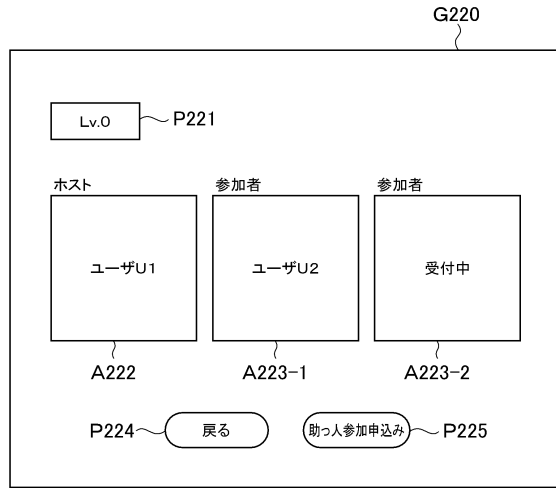 G220
Lv.0
P221
ホスト
参加者
参加者
ユーザU1
ユーザU2
受付中
A222
A223-1
A223-2
P224
戻る
助っ人参加申込み
P225